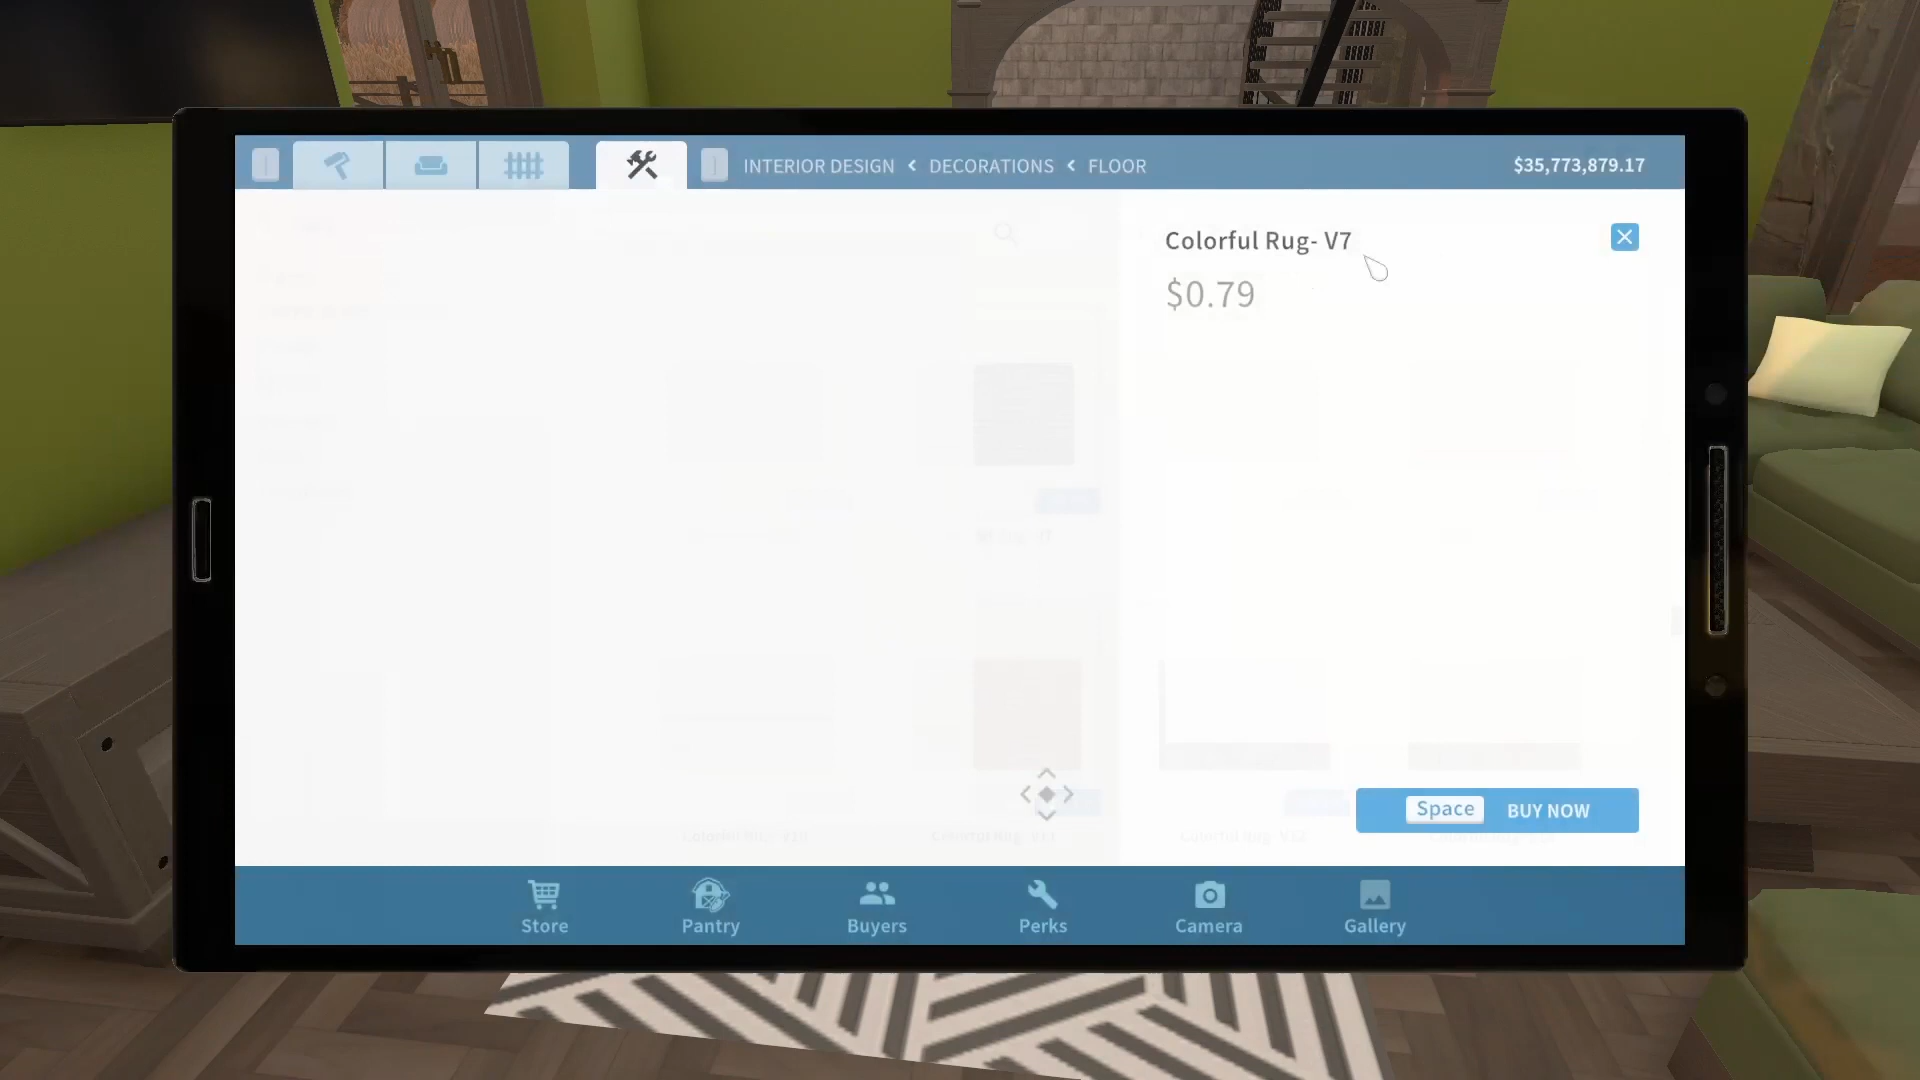 INTERIOR DESIGN < DECORATIONS < FLOOR
$35,773,879.17
Colorful Rug- V7
$0.79
Space BUY NOW
Store
Pantry
Buyers
Perks
Camera
Gallery